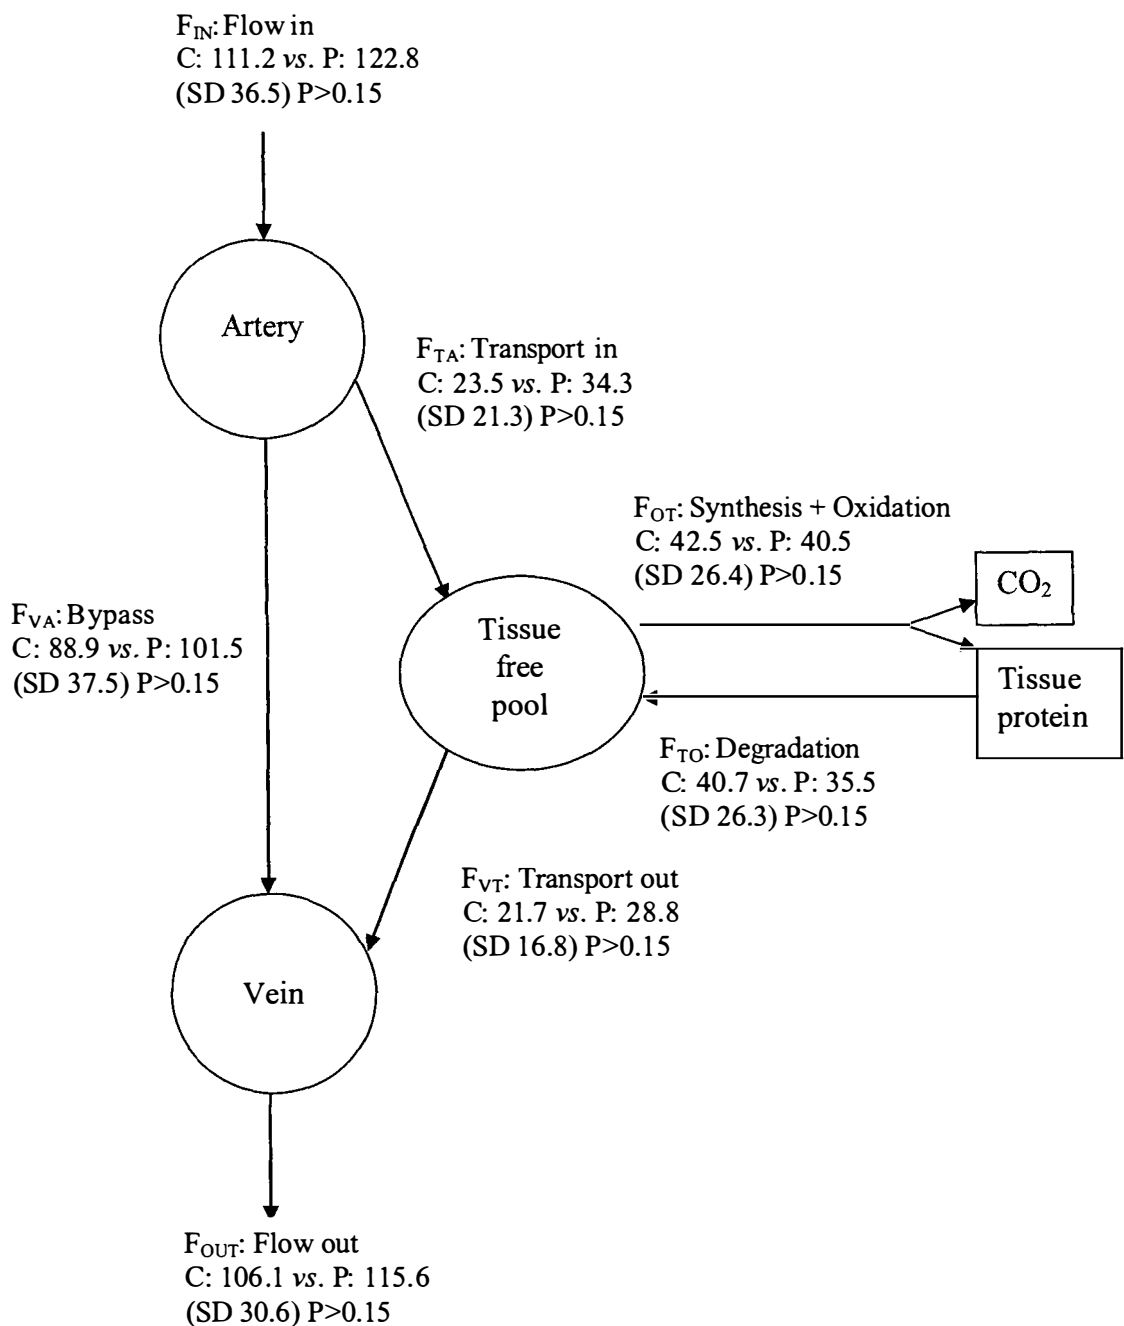 F_IN: Flow in
C: 111.2 vs. P: 122.8
(SD 36.5) P>0.15
Artery
F_TA: Transport in
C: 23.5 vs. P: 34.3
(SD 21.3) P>0.15
F_OT: Synthesis + Oxidation
C: 42.5 vs. P: 40.5
(SD 26.4) P>0.15
CO₂
F_VA: Bypass
C: 88.9 vs. P: 101.5
(SD 37.5) P>0.15
Tissue
free
pool
Tissue
protein
F_TO: Degradation
C: 40.7 vs. P: 35.5
(SD 26.3) P>0.15
F_VT: Transport out
C: 21.7 vs. P: 28.8
(SD 16.8) P>0.15
Vein
F_OUT: Flow out
C: 106.1 vs. P: 115.6
(SD 30.6) P>0.15